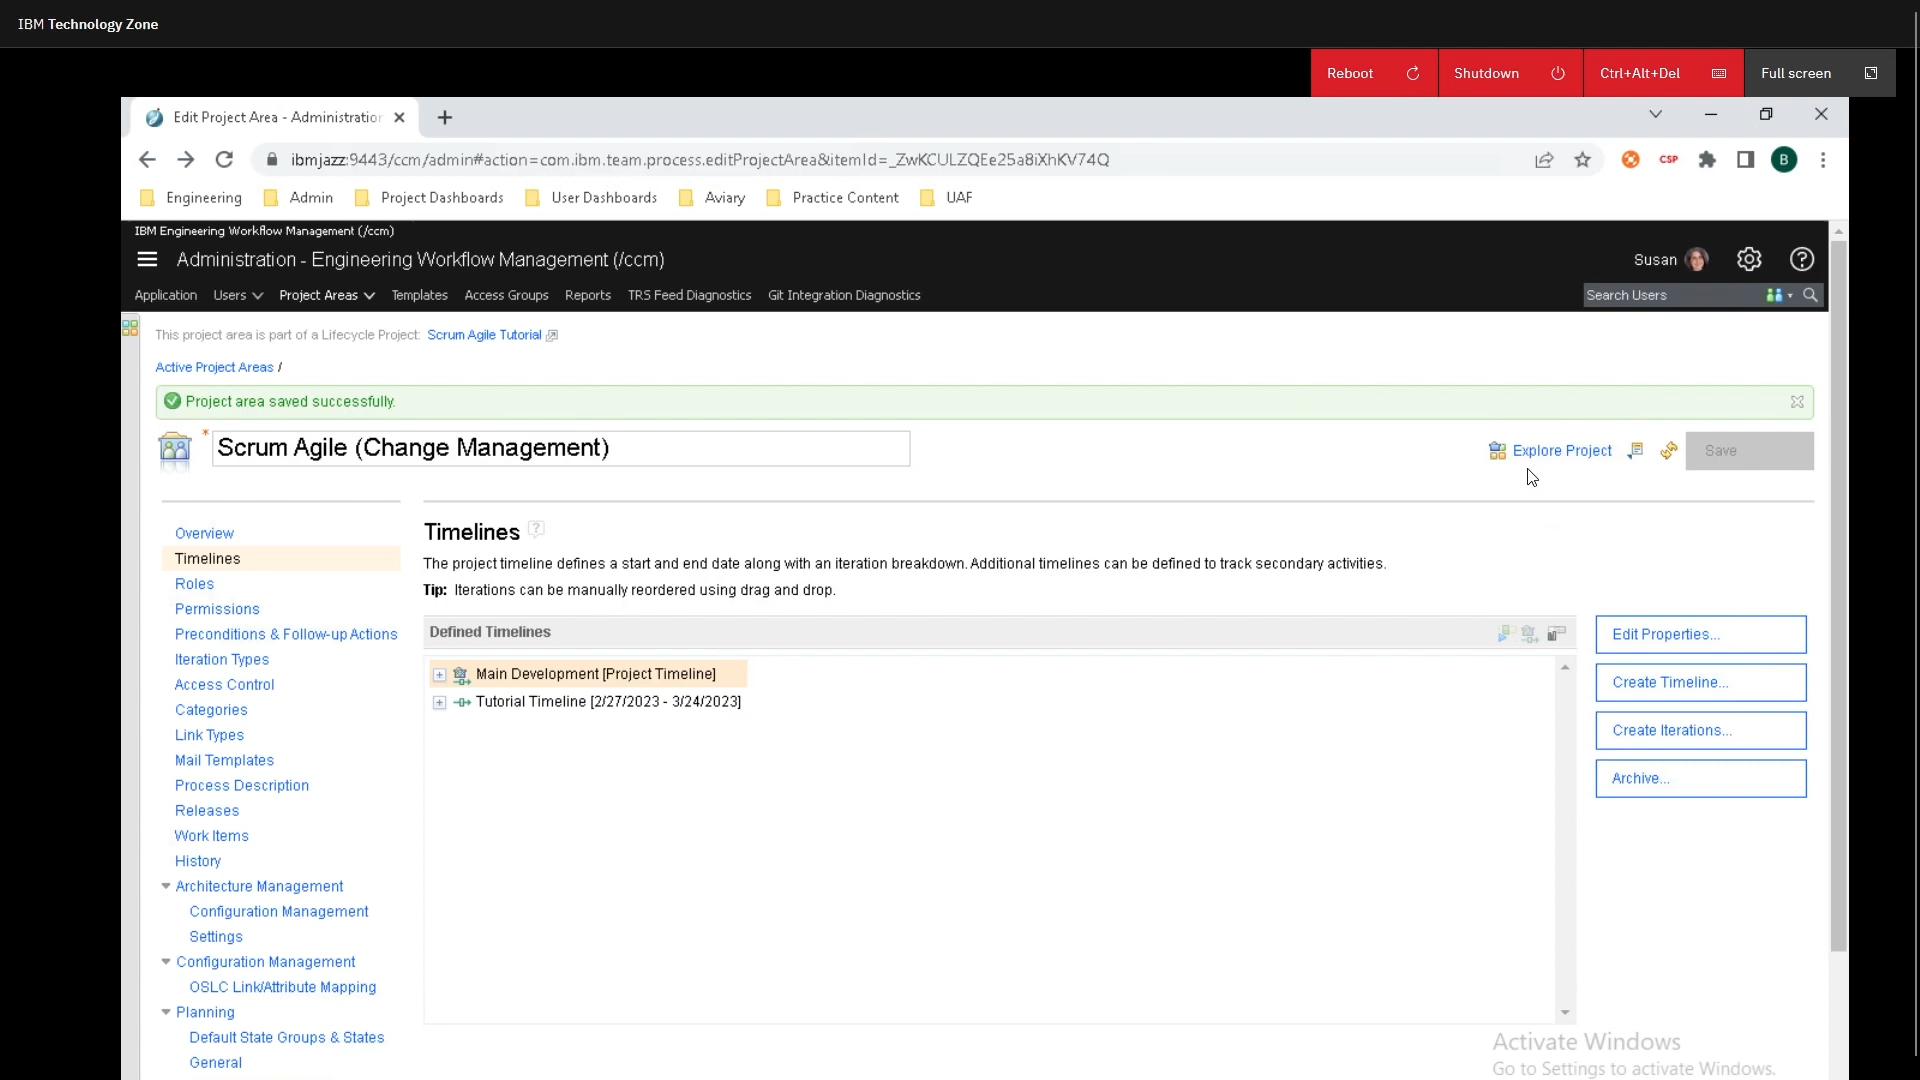 IBM Technology Zone
Reboot Shutdown Ctrl+Alt+Del Full screen
Edit Project Area - Administration
ibmjazz:9443/ccm/admin#action=com.ibm.team.process.editProjectArea&itemId=_ZwKCULZQEe25a8iXhKV74Q
CSP B
Engineering Admin Project Dashboards User Dashboards Aviary Practice Content UAF
IBM Engineering Workflow Management (/ccm)
Administration - Engineering Workflow Management (/ccm)
Susan
Application Users Project Areas Templates Access Groups Reports TRS Feed Diagnostics Git Integration Diagnostics
Search Users
This project area is part of a Lifecycle Project: Scrum Agile Tutorial
Active Project Areas /
Project area saved successfully.
* Scrum Agile (Change Management)
Explore Project Save
Overview
Timelines
Roles
Permissions
Preconditions & Follow-up Actions
Iteration Types
Access Control
Categories
Link Types
Mail Templates
Process Description
Releases
Work Items
History
Architecture Management
Configuration Management
Settings
Configuration Management
OSLC Link/Attribute Mapping
Planning
Default State Groups & States
General
Timelines ?
The project timeline defines a start and end date along with an iteration breakdown. Additional timelines can be defined to track secondary activities.
Tip: Iterations can be manually reordered using drag and drop.
Defined Timelines
Main Development [Project Timeline]
Tutorial Timeline [2/27/2023 - 3/24/2023]
Edit Properties...
Create Timeline...
Create Iterations...
Archive...
Activate Windows
Go to Settings to activate Windows.